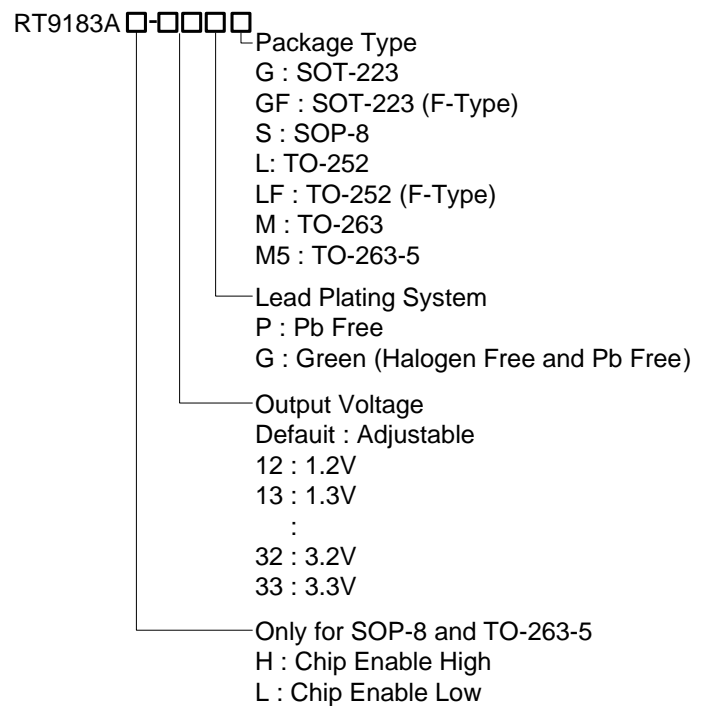 RT9183A □-□□□□
Package Type
G : SOT-223
GF : SOT-223 (F-Type)
S : SOP-8
L: TO-252
LF : TO-252 (F-Type)
M : TO-263
M5 : TO-263-5
Lead Plating System
P : Pb Free
G : Green (Halogen Free and Pb Free)
Output Voltage
Defauit : Adjustable
12 : 1.2V
13 : 1.3V
:
32 : 3.2V
33 : 3.3V
Only for SOP-8 and TO-263-5
H : Chip Enable High
L : Chip Enable Low